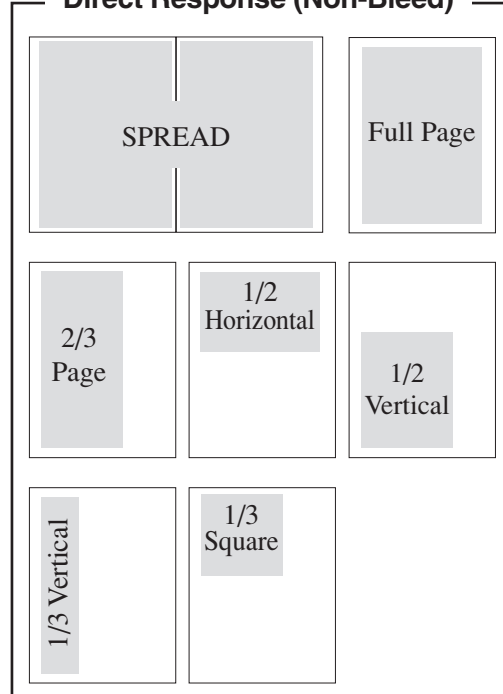 Direct Response (Non-Bleed)
SPREAD
Full Page
2/3
Page
1/2
Horizontal
1/2
Vertical
1/3 Vertical
1/3
Square